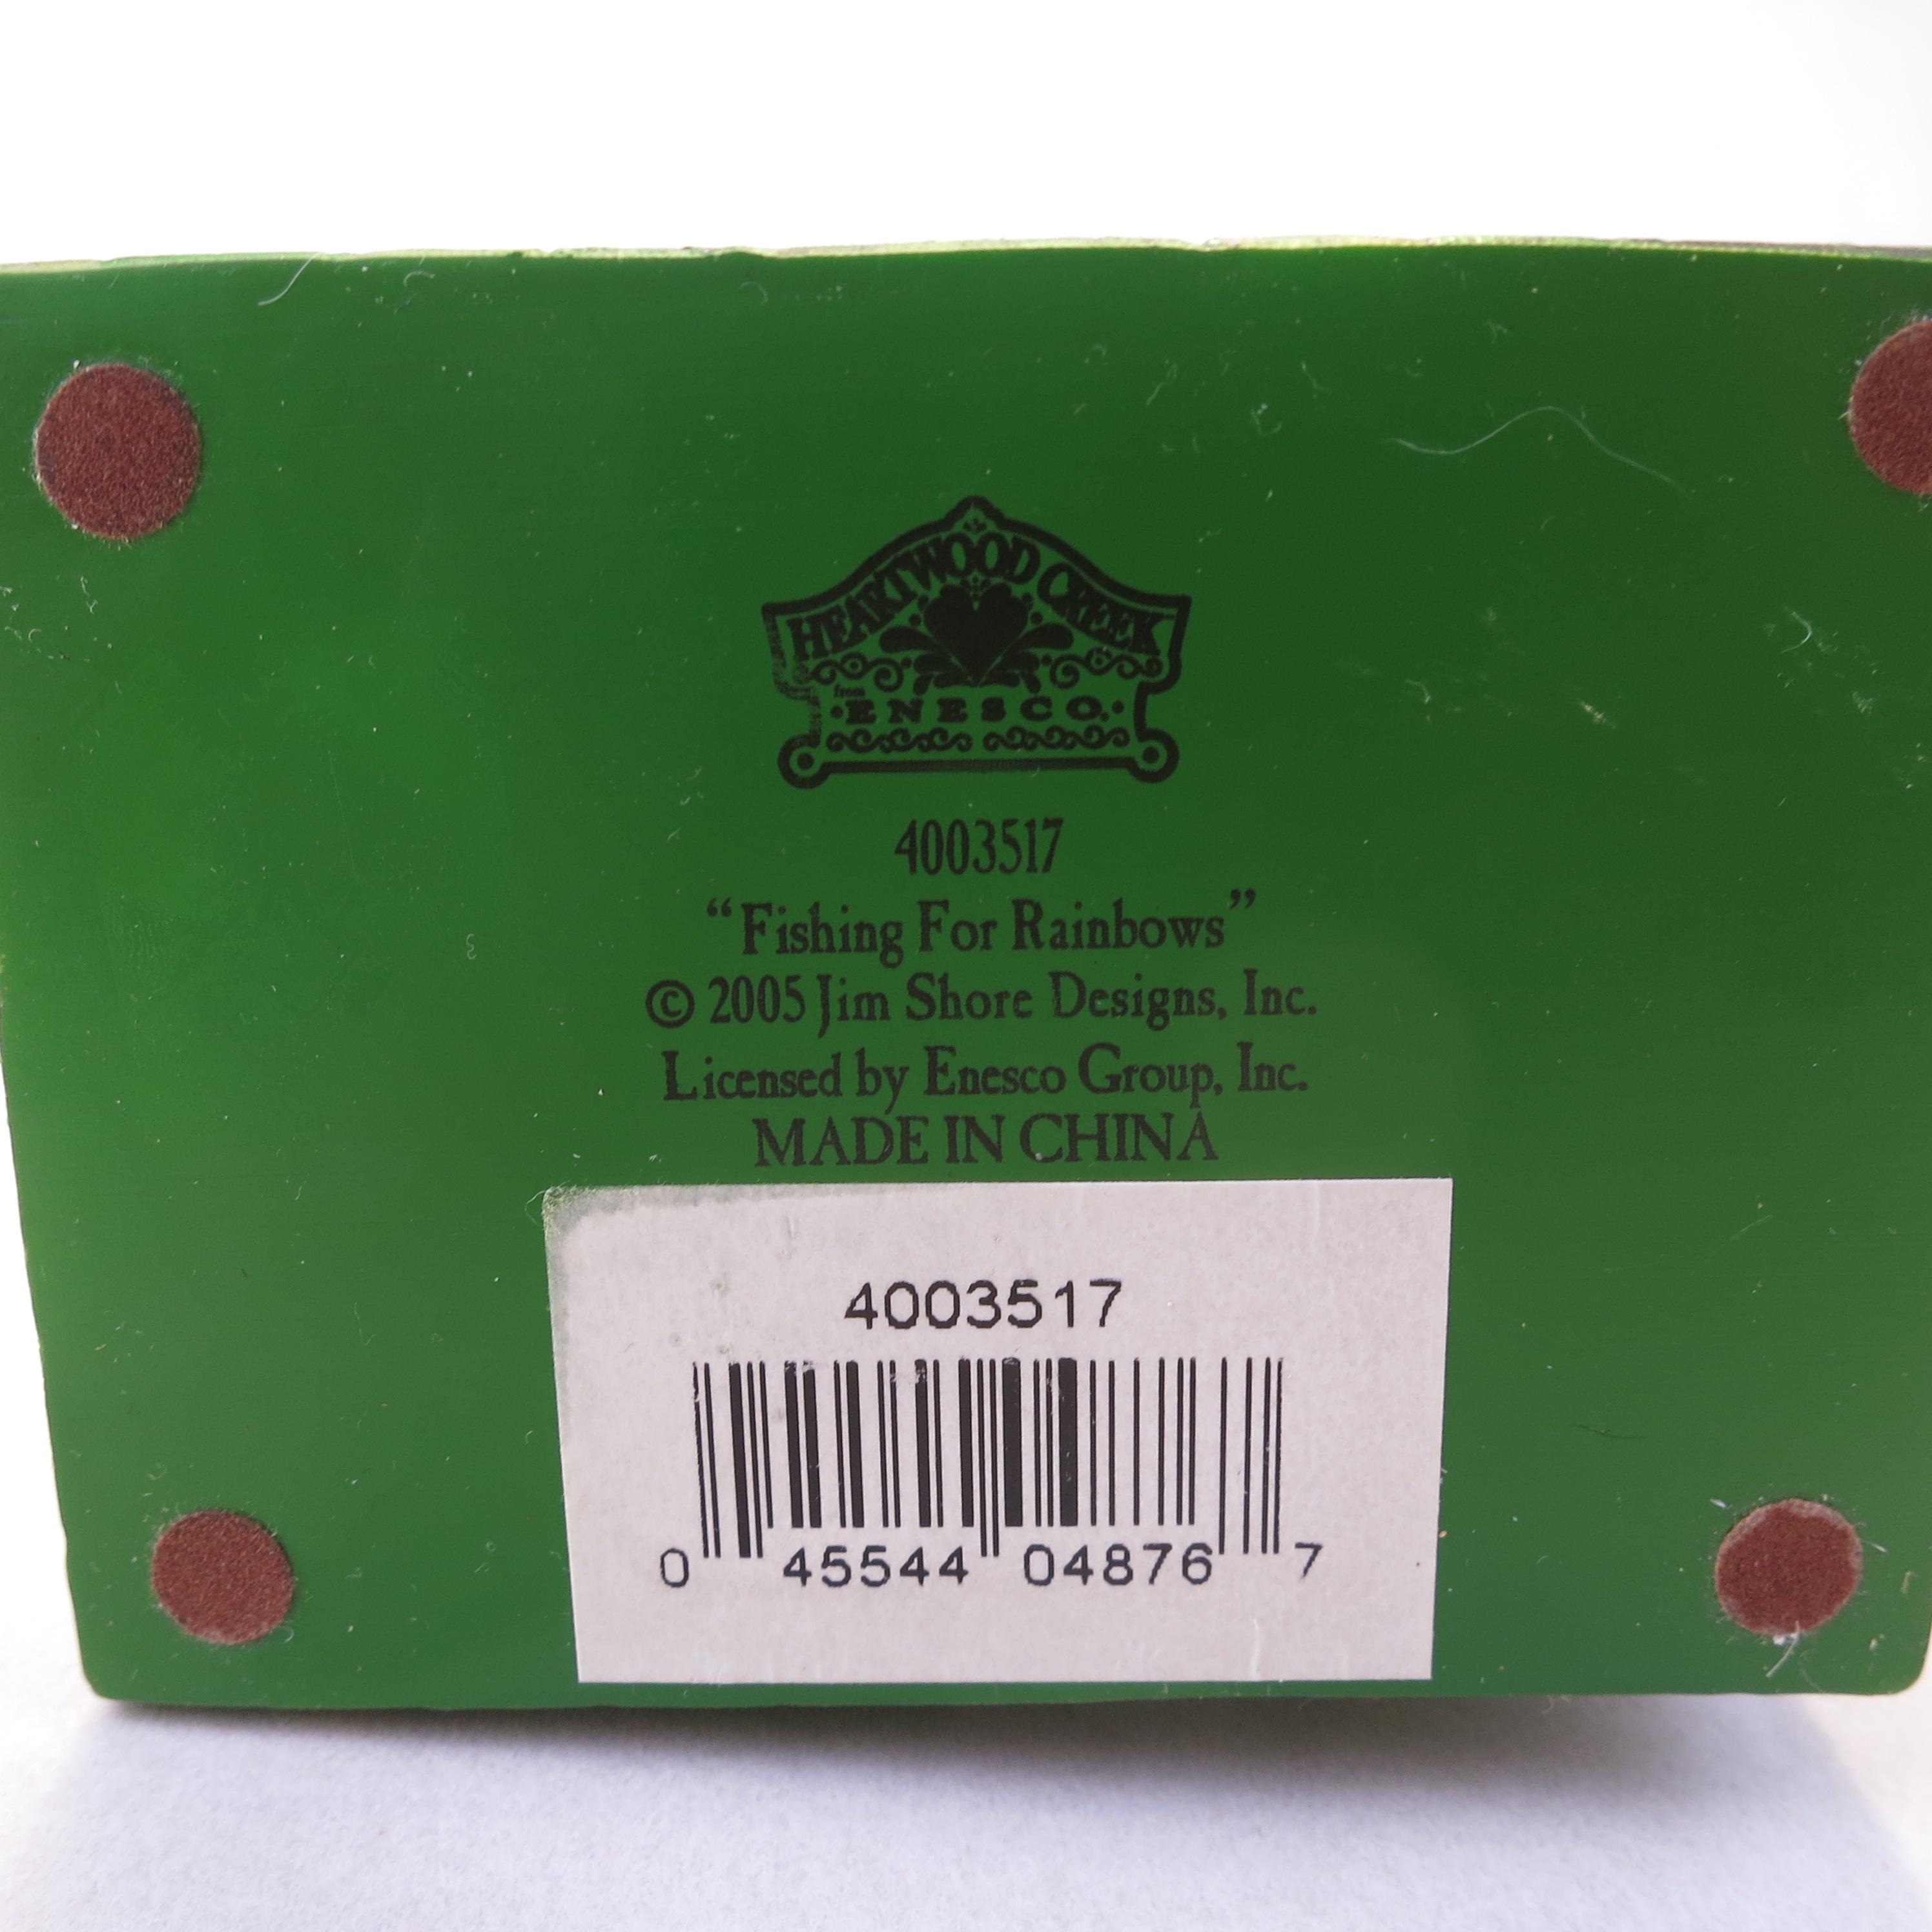 HEARTWOOD CREEK
from
ENESCO.
4003517
“Fishing For Rainbows”
© 2005 Jim Shore Designs, Inc.
Licensed by Enesco Group, Inc.
MADE IN CHINA
4003517
0 45544 04876 7